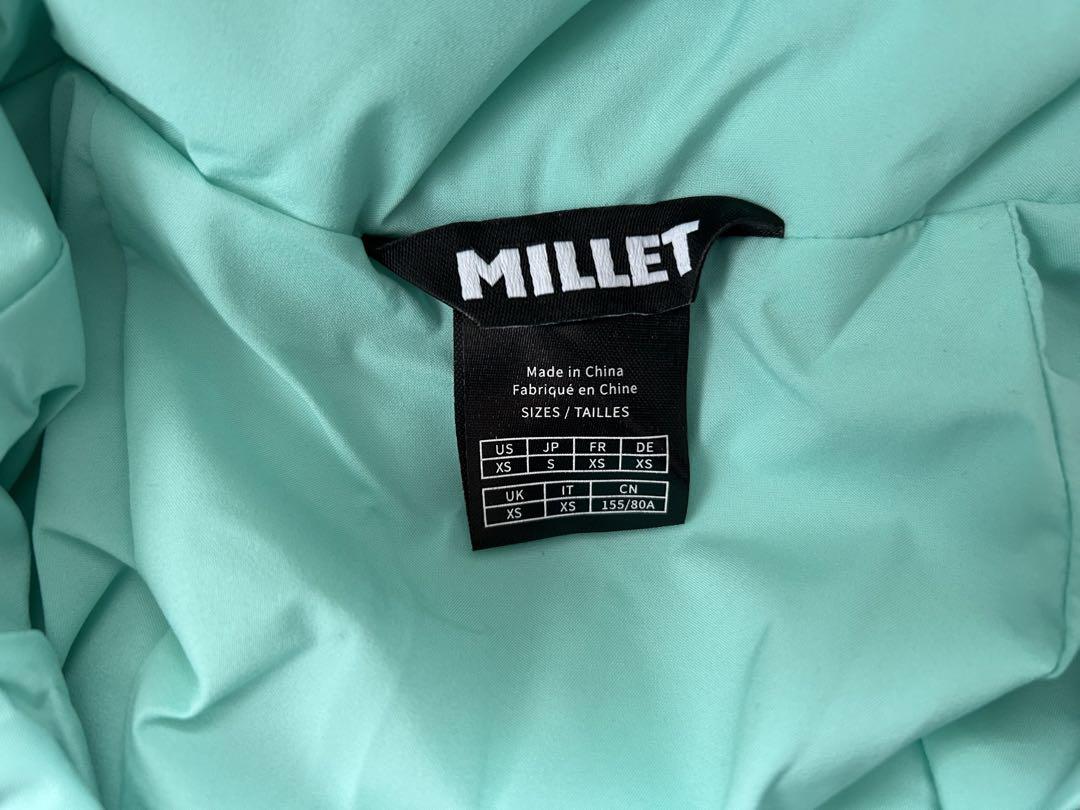 MILLET
Made in China
Fabriqué en Chine
SIZES / TAILLES
US JP FR DE
XS S XS XS
UK IT CN
XS XS 155/80A